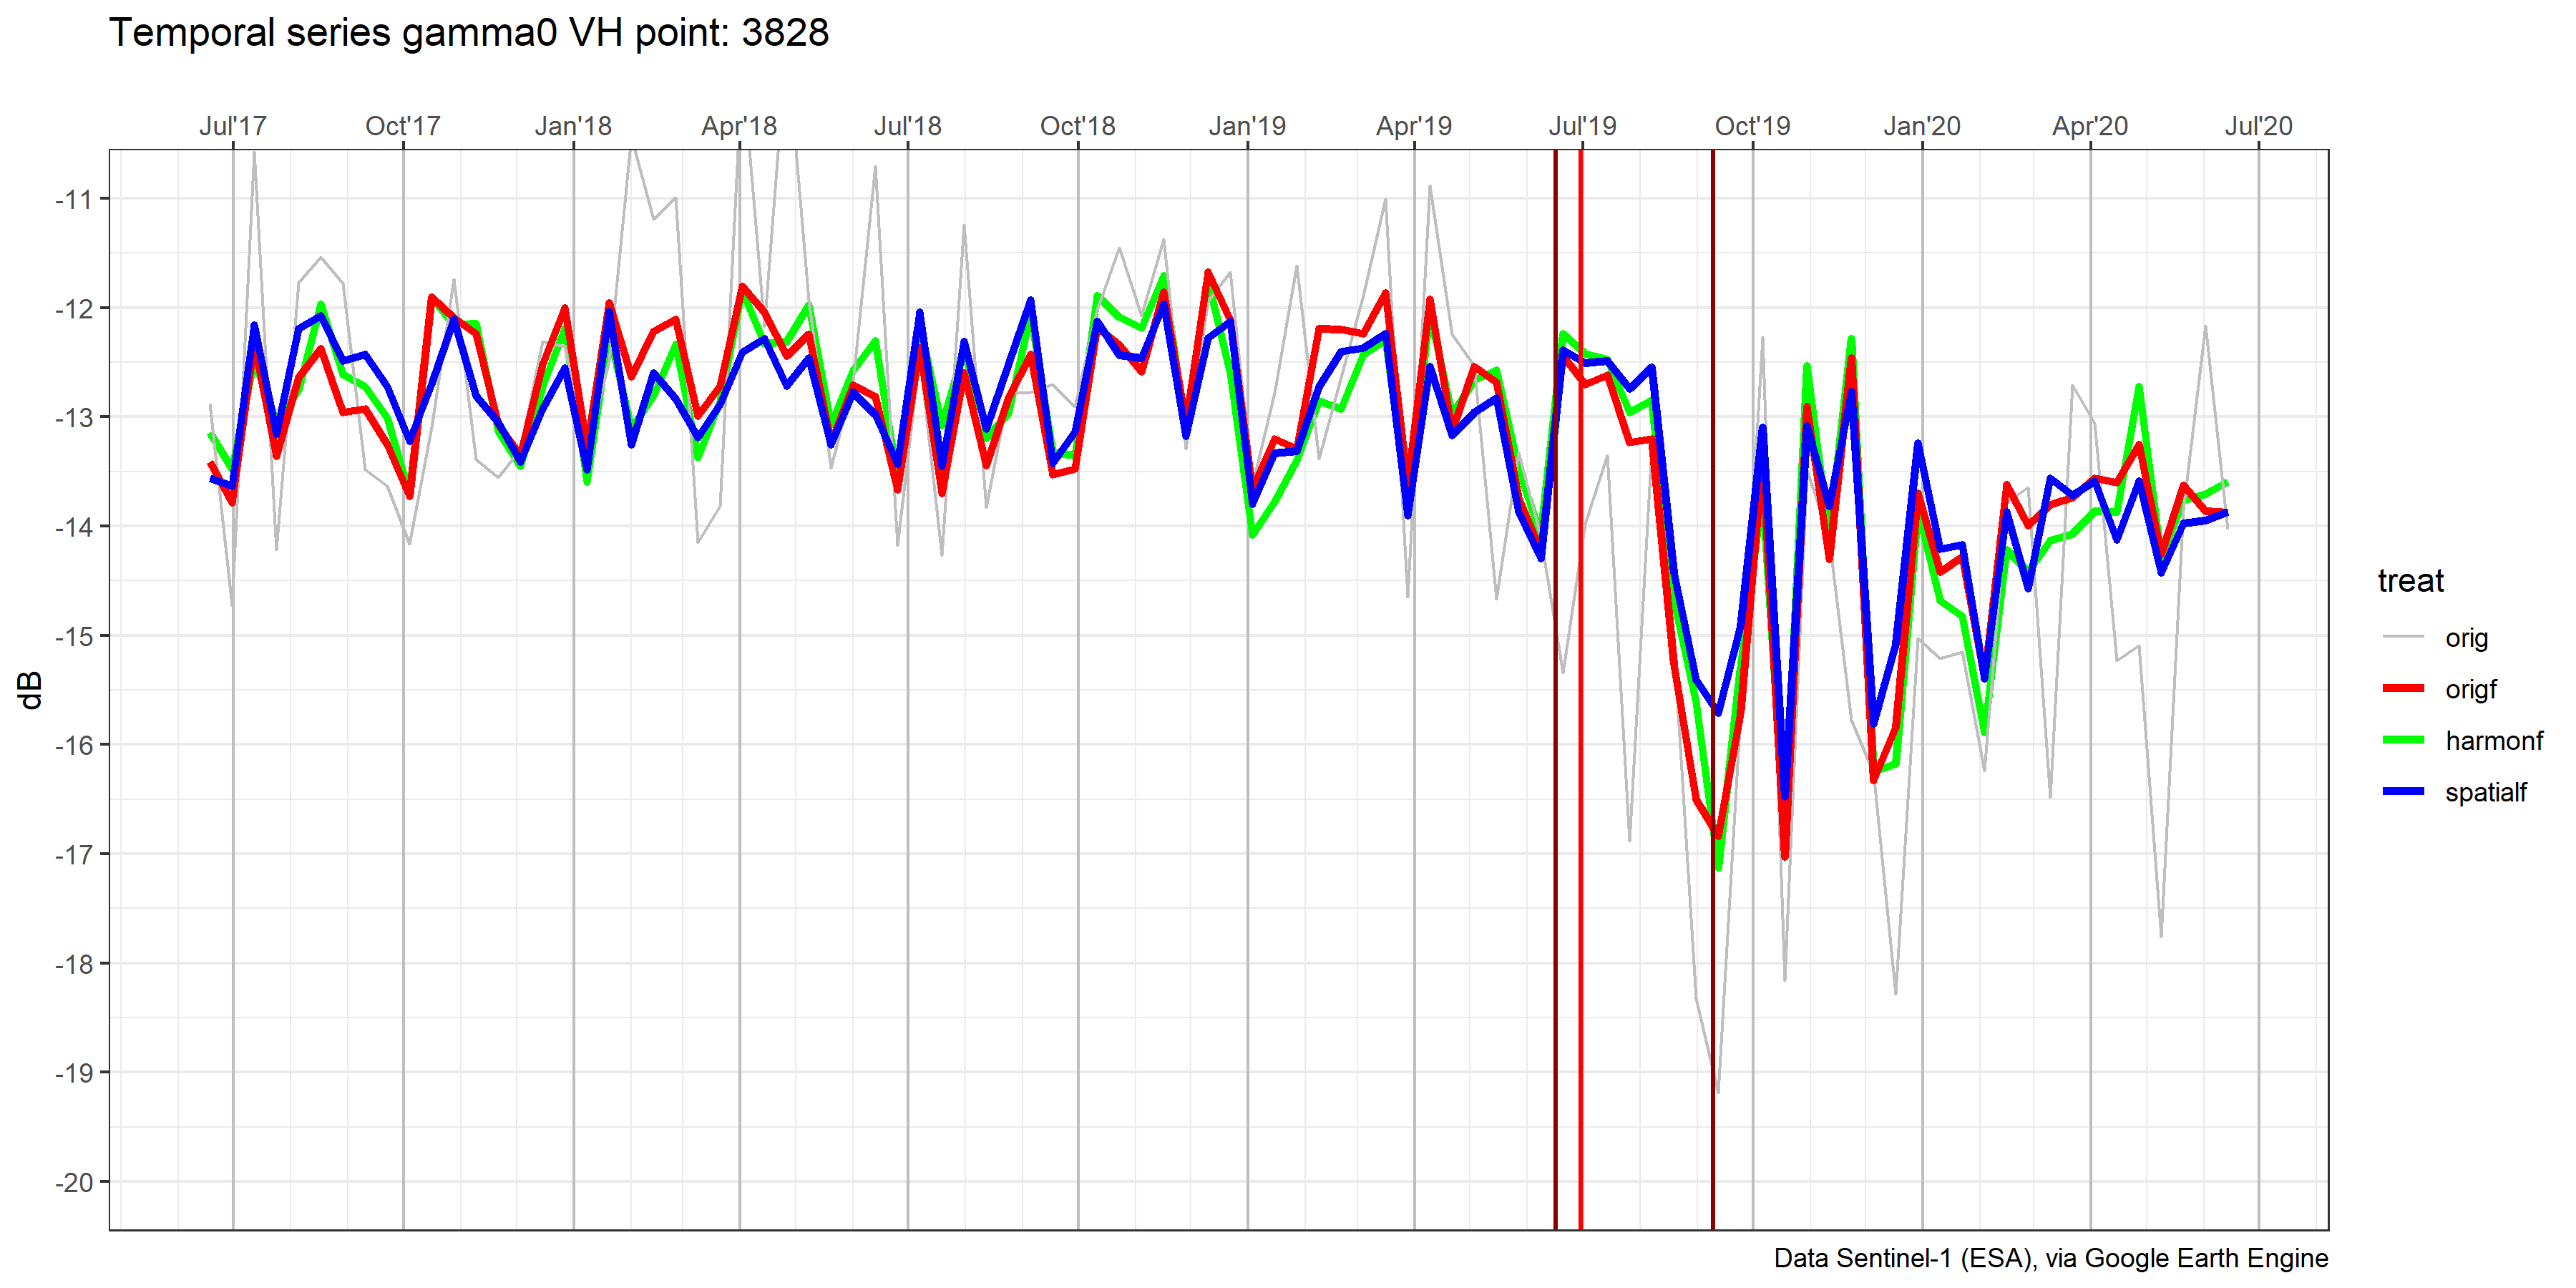 Temporal series gamma0 VH point: 3828
Jul'17 Oct'17 Jan'18 Apr'18 Jul'18 Oct'18 Jan'19 Apr'19 Jul'19 Oct'19 Jan'20 Apr'20 Jul'20
-11
-12
-13
-14
-15
-16
-17
-18
-19
-20
dB
treat
orig
origf
harmonf
spatialf
Data Sentinel-1 (ESA), via Google Earth Engine